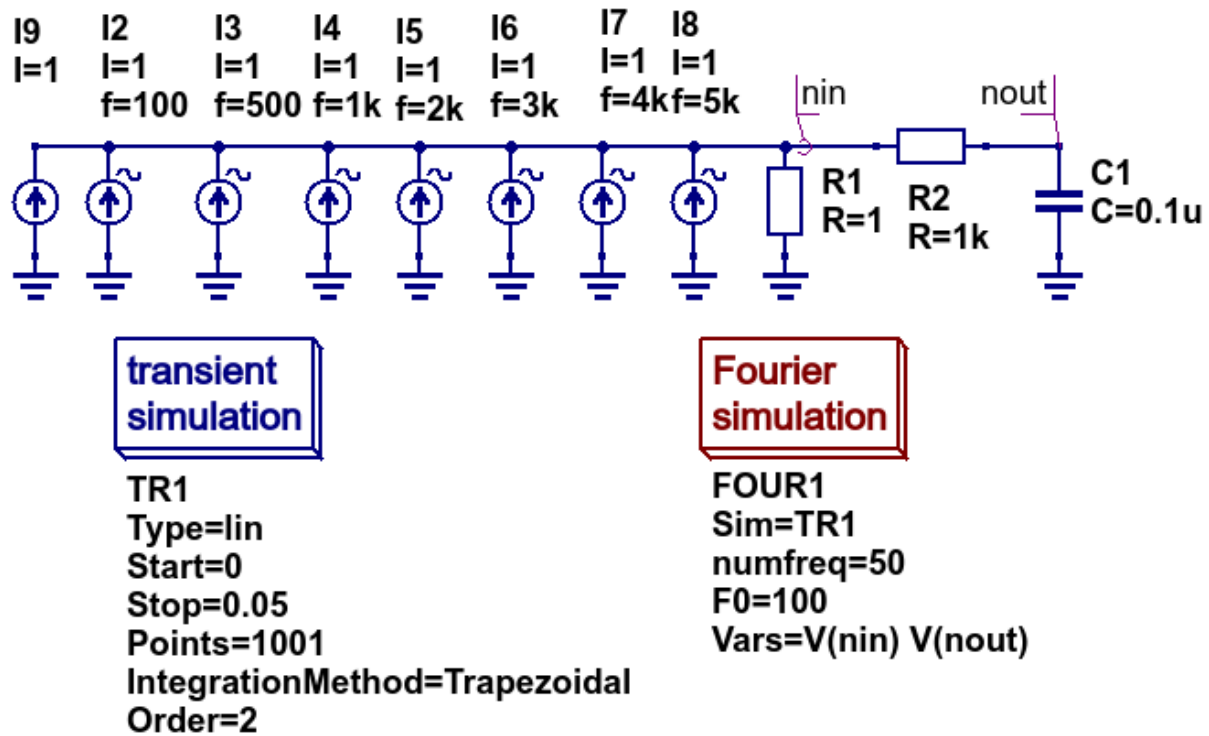 I9
I=1
I2
I=1
f=100
I3
I=1
f=500
I4
I=1
f=1k
I5
I=1
f=2k
I6
I=1
f=3k
I7
I=1
f=4k
I8
I=1
f=5k
nin
nout
R1
R=1
R2
R=1k
C1
C=0.1u
transient
simulation
TR1
Type=lin
Start=0
Stop=0.05
Points=1001
IntegrationMethod=Trapezoidal
Order=2
Fourier
simulation
FOUR1
Sim=TR1
numfreq=50
F0=100
Vars=V(nin) V(nout)